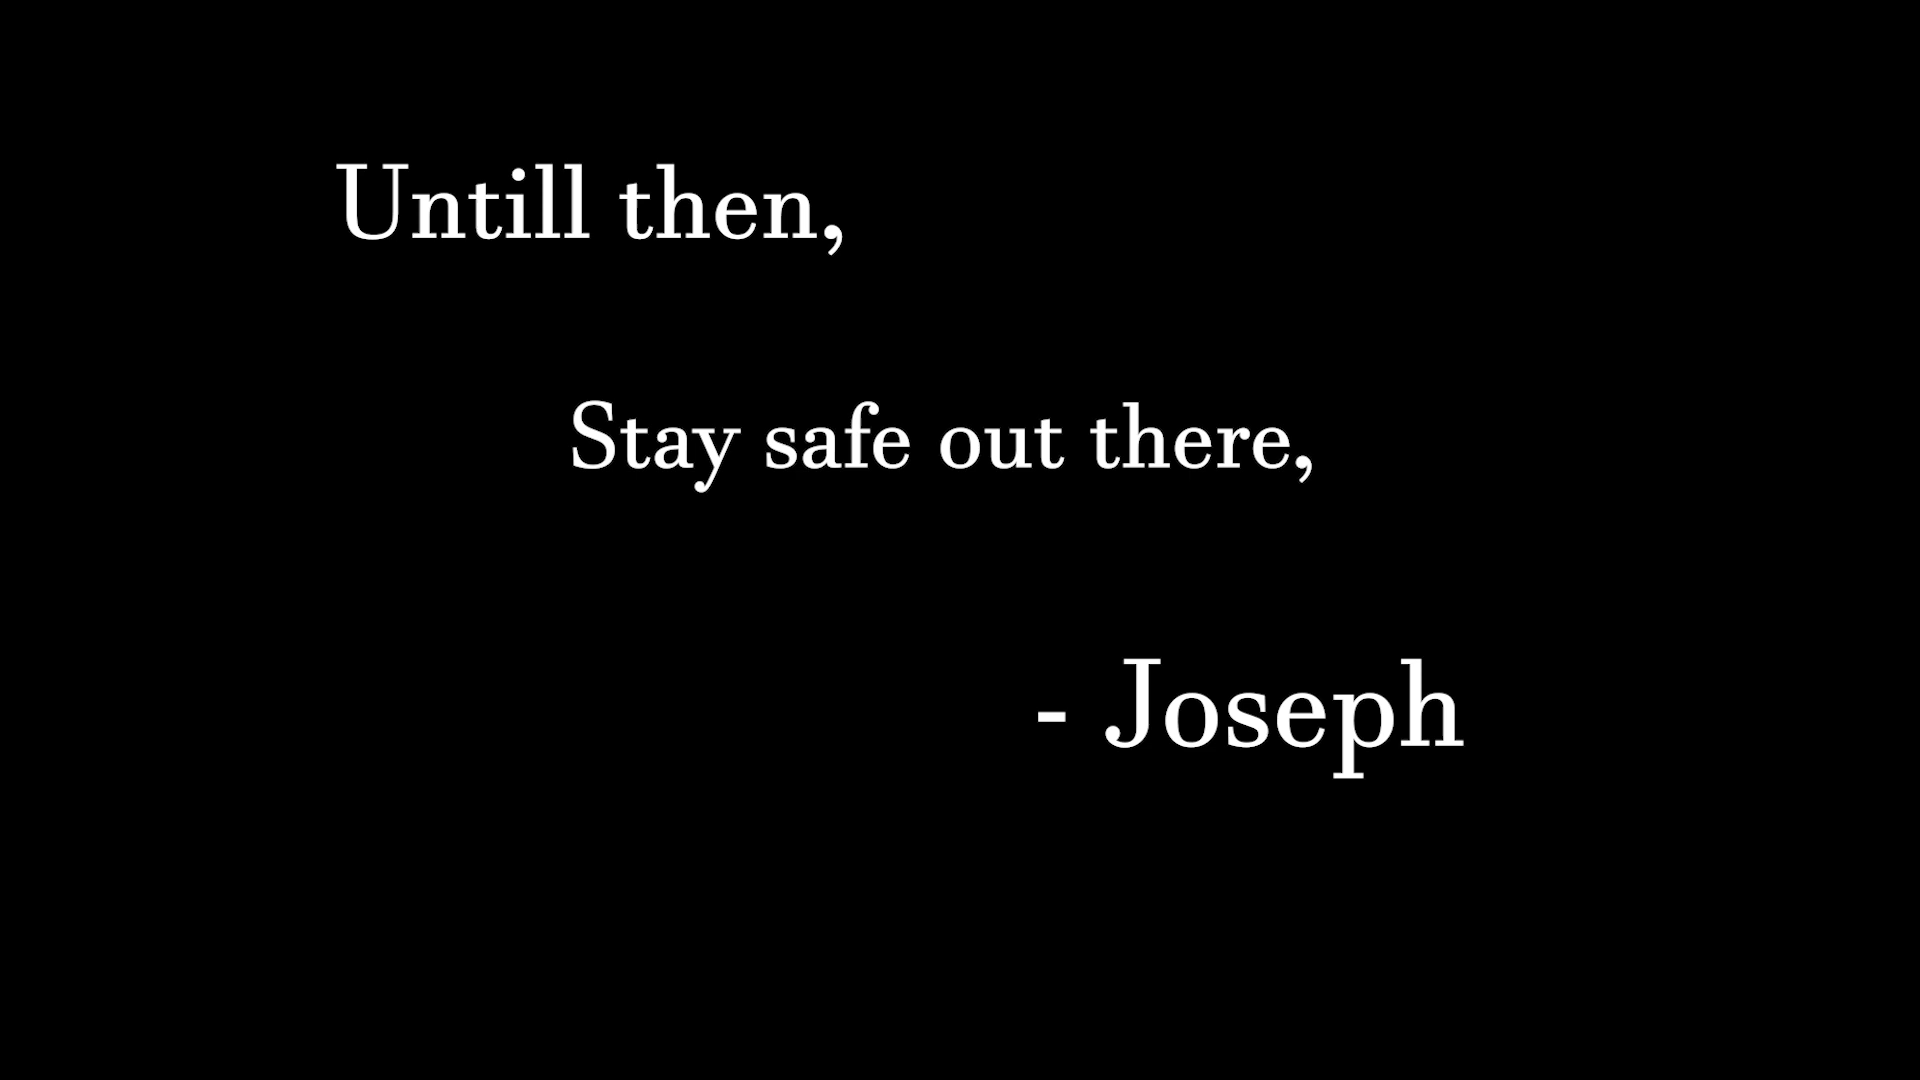 Untill then,
Stay safe out there,
- Joseph